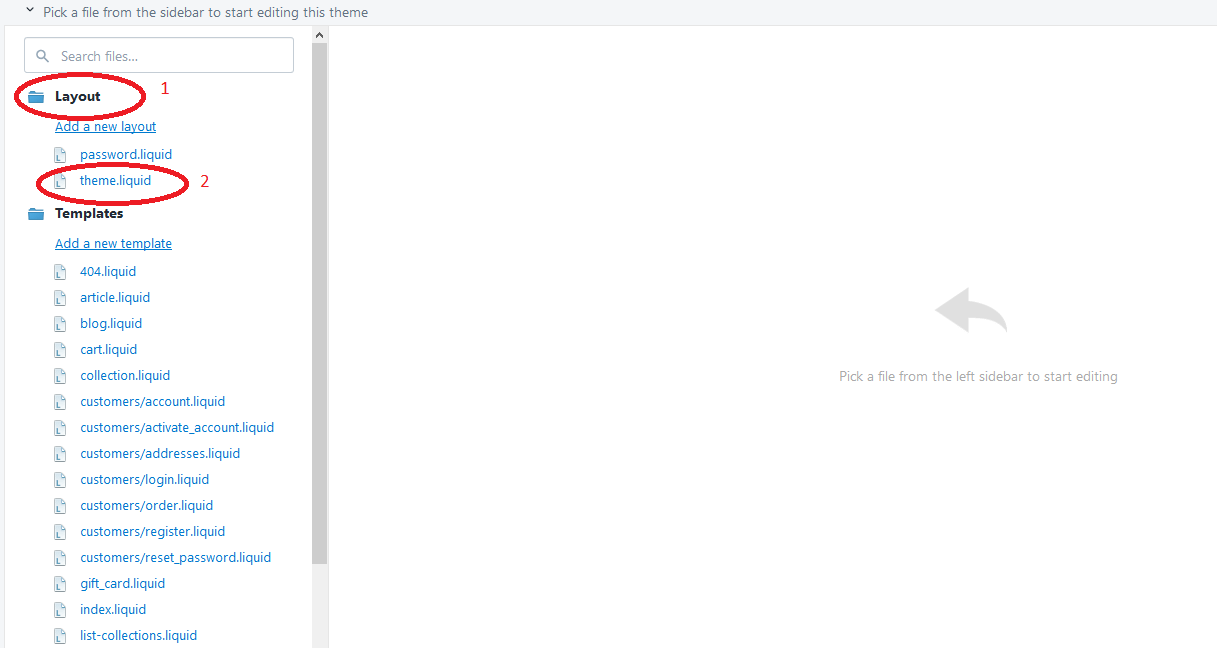 Pick a file from the sidebar to start editing this theme
Search files...
Layout 1
Add a new layout
password.liquid
theme.liquid 2
Templates
Add a new template
404.liquid
article.liquid
blog.liquid
cart.liquid
collection.liquid
customers/account.liquid
customers/activate_account.liquid
customers/addresses.liquid
customers/login.liquid
customers/order.liquid
customers/register.liquid
customers/reset_password.liquid
gift_card.liquid
index.liquid
list-collections.liquid
Pick a file from the left sidebar to start editing